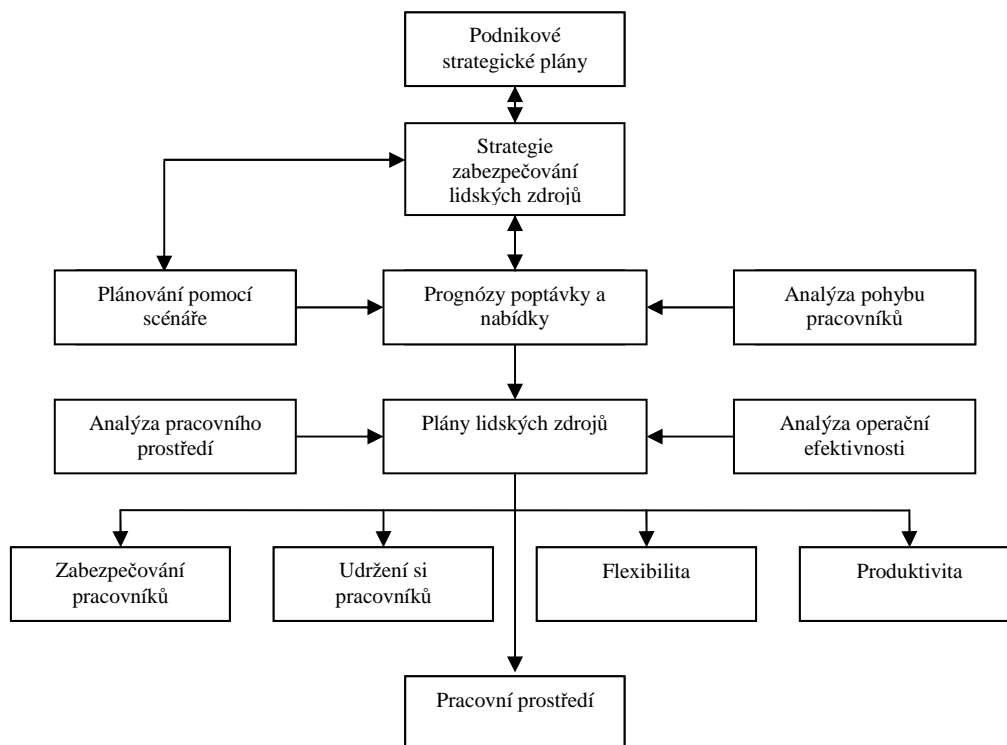 Podnikové
strategické plány
Strategie
zabezpečování
lidských zdrojů
Plánování pomocí
scénáře
Prognózy poptávky a
nabídky
Analýza pohybu
pracovníků
Analýza pracovního
prostředí
Plány lidských zdrojů
Analýza operační
efektivnosti
Zabezpečování
pracovníků
Udržení si
pracovníků
Flexibilita
Produktivita
Pracovní prostředí